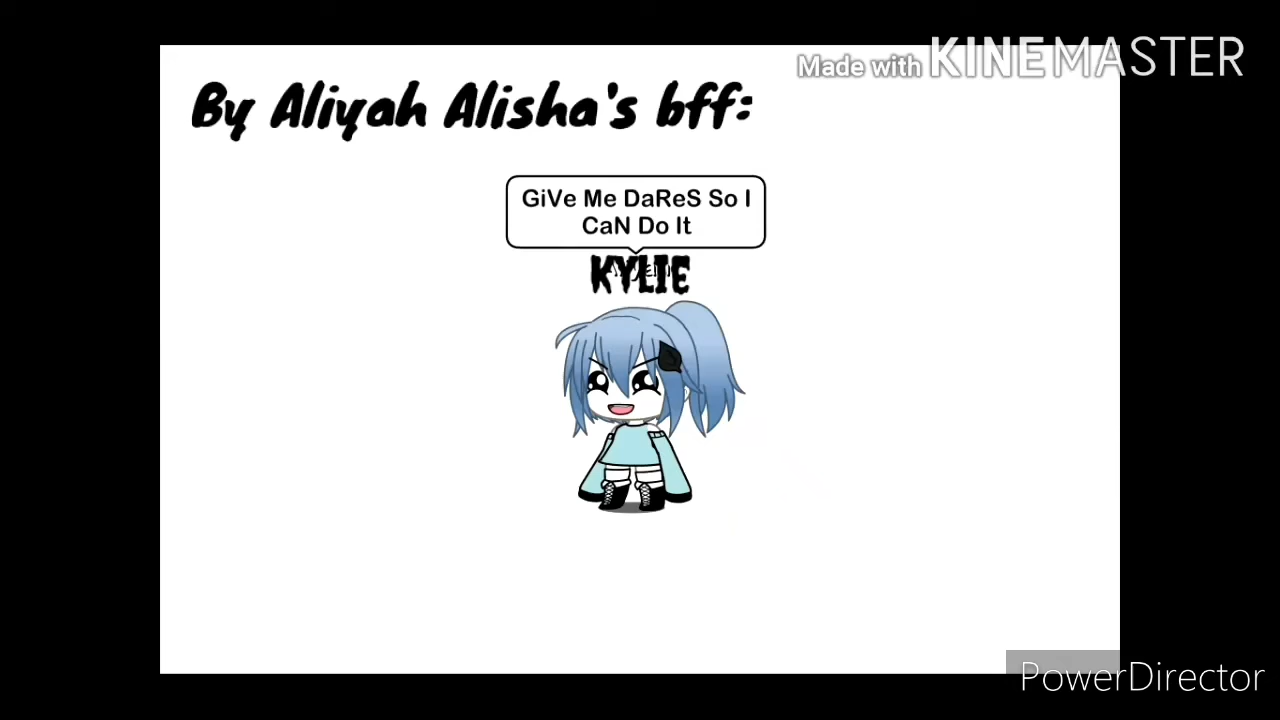 Made with KINEMASTER
By Aliyah Alisha's bff:
GiVe Me DaReS So I
CaN Do It
KYLIE
PowerDirector